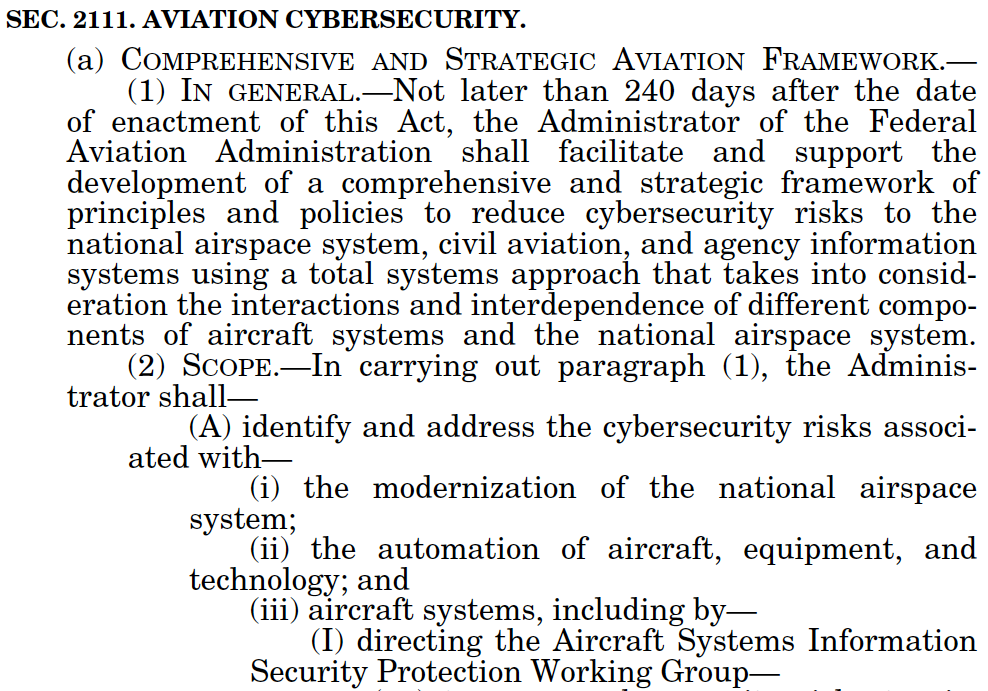 SEC. 2111. AVIATION CYBERSECURITY.
(a) COMPREHENSIVE AND STRATEGIC AVIATION FRAMEWORK.—
(1) IN GENERAL.—Not later than 240 days after the date
of enactment of this Act, the Administrator of the Federal
Aviation Administration shall facilitate and support the
development of a comprehensive and strategic framework of
principles and policies to reduce cybersecurity risks to the
national airspace system, civil aviation, and agency information
systems using a total systems approach that takes into consid-
eration the interactions and interdependence of different compo-
nents of aircraft systems and the national airspace system.
(2) SCOPE.—In carrying out paragraph (1), the Adminis-
trator shall—
(A) identify and address the cybersecurity risks associ-
ated with—
(i) the modernization of the national airspace
system;
(ii) the automation of aircraft, equipment, and
technology; and
(iii) aircraft systems, including by—
(I) directing the Aircraft Systems Information
Security Protection Working Group—